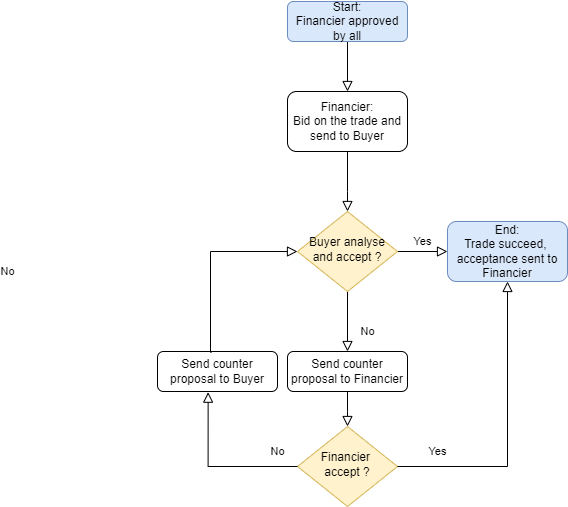 Start:
Financier approved
by all
Financier:
Bid on the trade and
send to Buyer
Buyer analyse
and accept ?
Yes
End:
Trade succeed,
acceptance sent to
Financier
No
No
Send counter
proposal to Buyer
Send counter
proposal to Financier
No
Financier
accept ?
Yes